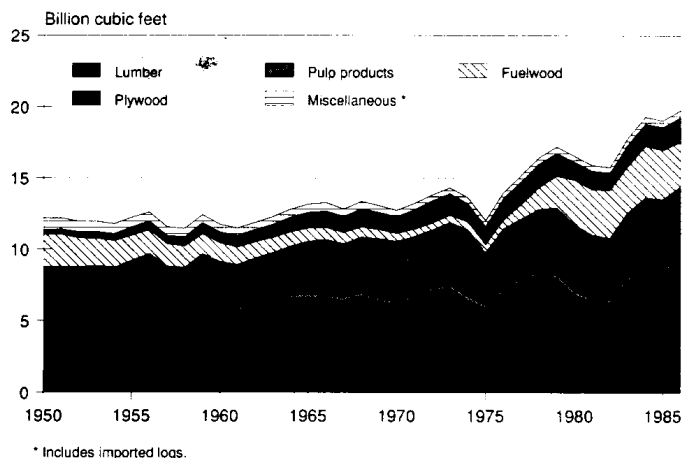 Billion cubic feet
25
Lumber Pulp products Fuelwood
Plywood Miscellaneous *
20
15
10
5
0
1950 1955 1960 1965 1970 1975 1980 1985
* Includes imported logs.